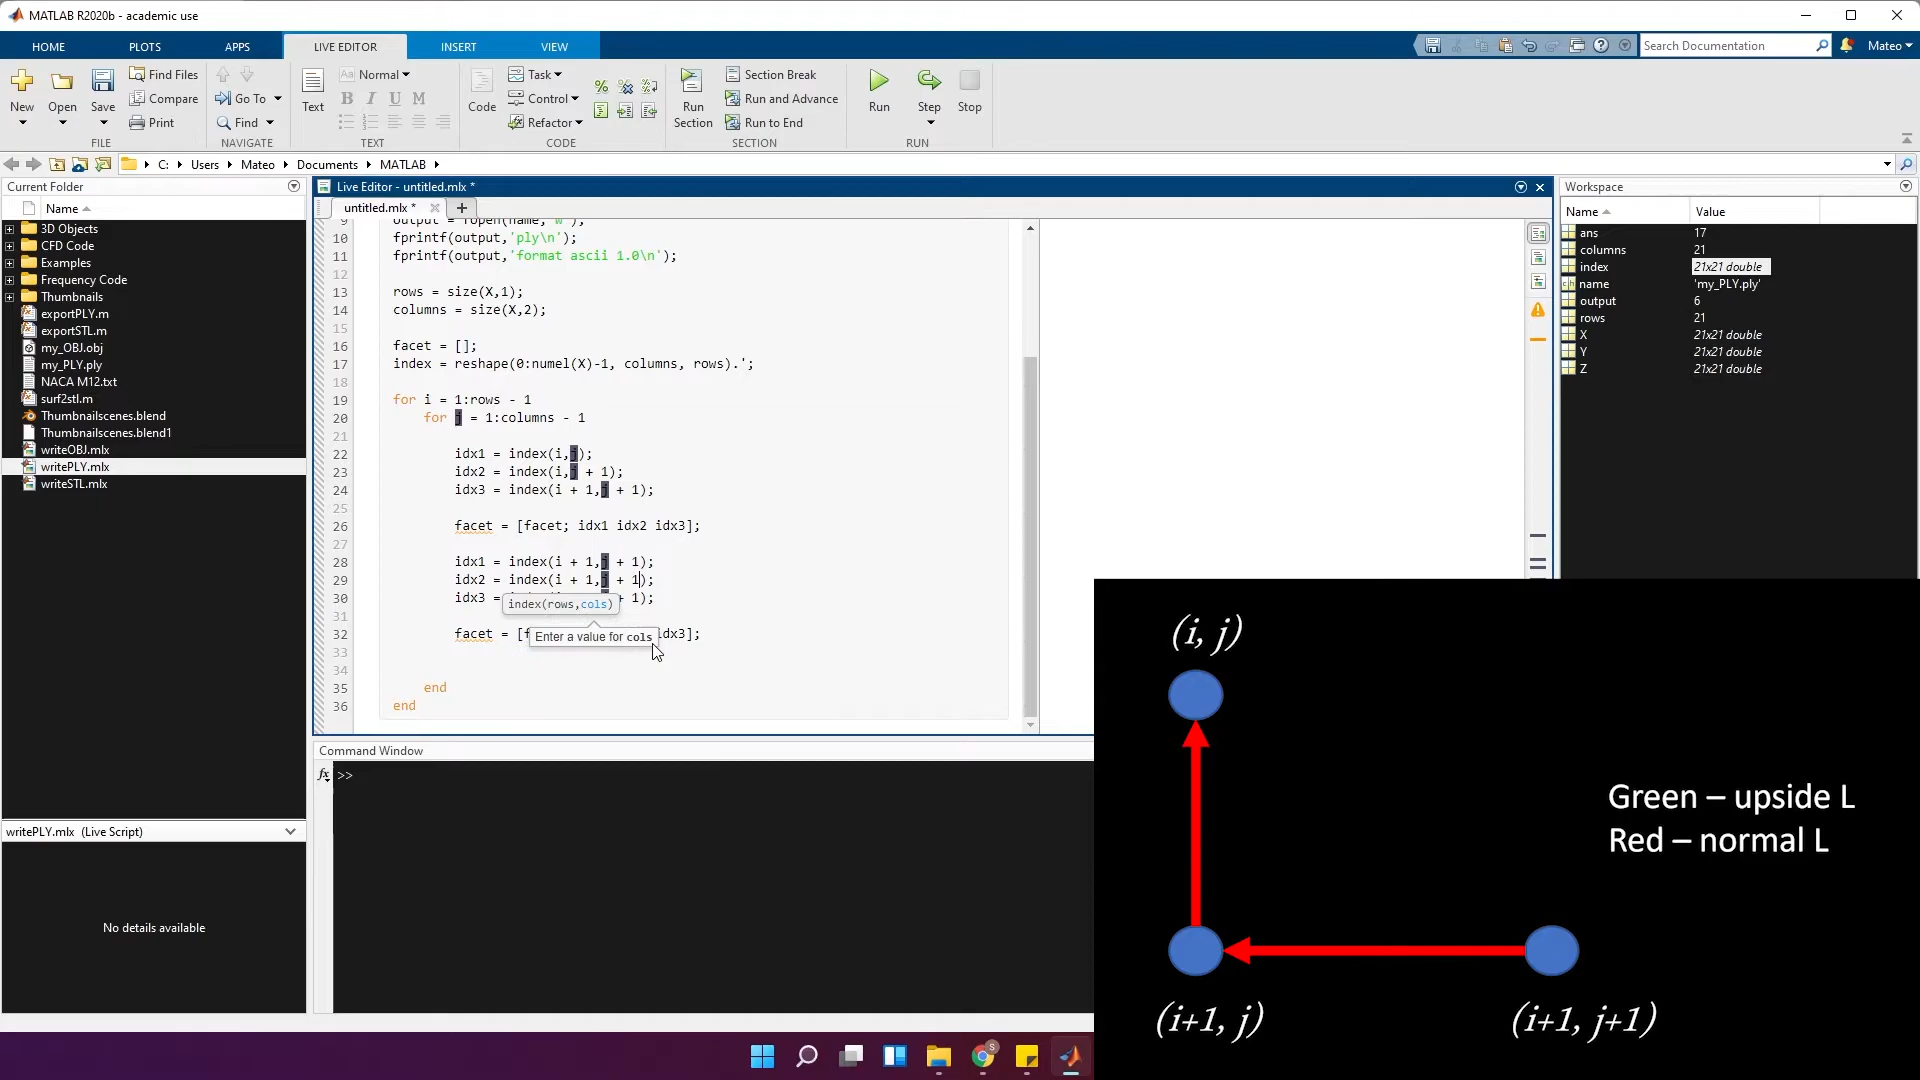 MATLAB R2020b - academic use
HOME PLOTS APPS LIVE EDITOR INSERT VIEW
Search Documentation
Mateo
New
Open
Save
Find Files
Compare
Print
FILE
Go To
Find
NAVIGATE
Text
Aa Normal
B I U M
TEXT
Code
Task
Control
Refactor
CODE
Run Section
Section Break
Run and Advance
Run to End
SECTION
Run
Step
Stop
RUN
C: Users Mateo Documents MATLAB
Current Folder
Name
3D Objects
CFD Code
Examples
Frequency Code
Thumbnails
exportPLY.m
exportSTL.m
my_OBJ.obj
my_PLY.ply
NACA M12.txt
surf2stl.m
Thumbnailscenes.blend
Thumbnailscenes.blend1
writeOBJ.mlx
writePLY.mlx
writeSTL.mlx
writePLY.mlx (Live Script)
No details available
Live Editor - untitled.mlx *
untitled.mlx *
9 output = fopen(name,'w');
10 fprintf(output,'ply\n');
11 fprintf(output,'format ascii 1.0\n');
12
13 rows = size(X,1);
14 columns = size(X,2);
15
16 facet = [];
17 index = reshape(0:numel(X)-1, columns, rows).';
18
19 for i = 1:rows - 1
20 for j = 1:columns - 1
21
22 idx1 = index(i,j);
23 idx2 = index(i,j + 1);
24 idx3 = index(i + 1,j + 1);
25
26 facet = [facet; idx1 idx2 idx3];
27
28 idx1 = index(i + 1,j + 1);
29 idx2 = index(i + 1,j + 1);
30 idx3 = + 1);
index(rows,cols)
31
32 facet = [ idx3];
Enter a value for cols
33
34
35 end
36 end
Command Window
fx >>
Workspace
Name Value
ans 17
columns 21
index 21x21 double
name 'my_PLY.ply'
output 6
rows 21
X 21x21 double
Y 21x21 double
Z 21x21 double
(i, j)
Green – upside L
Red – normal L
(i+1, j)
(i+1, j+1)